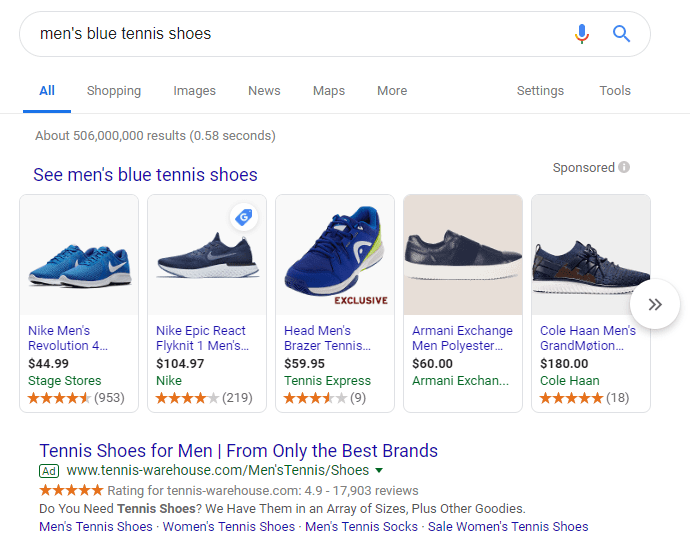 men's blue tennis shoes
All Shopping Images News Maps More Settings Tools
About 506,000,000 results (0.58 seconds)
See men's blue tennis shoes
Sponsored
EXCLUSIVE
Nike Men's
Revolution 4...
$44.99
Stage Stores
(953)
Nike Epic React
Flyknit 1 Men's...
$104.97
Nike
(219)
Head Men's
Brazer Tennis...
$59.95
Tennis Express
(9)
Armani Exchange
Men Polyester...
$60.00
Armani Exchan...
Cole Haan Men's
GrandMøtion...
$180.00
Cole Haan
(18)
Tennis Shoes for Men | From Only the Best Brands
Ad www.tennis-warehouse.com/Men'sTennis/Shoes
Rating for tennis-warehouse.com: 4.9 - 17,903 reviews
Do You Need Tennis Shoes? We Have Them in an Array of Sizes, Plus Other Goodies.
Men's Tennis Shoes · Women's Tennis Shoes · Men's Tennis Socks · Sale Women's Tennis Shoes